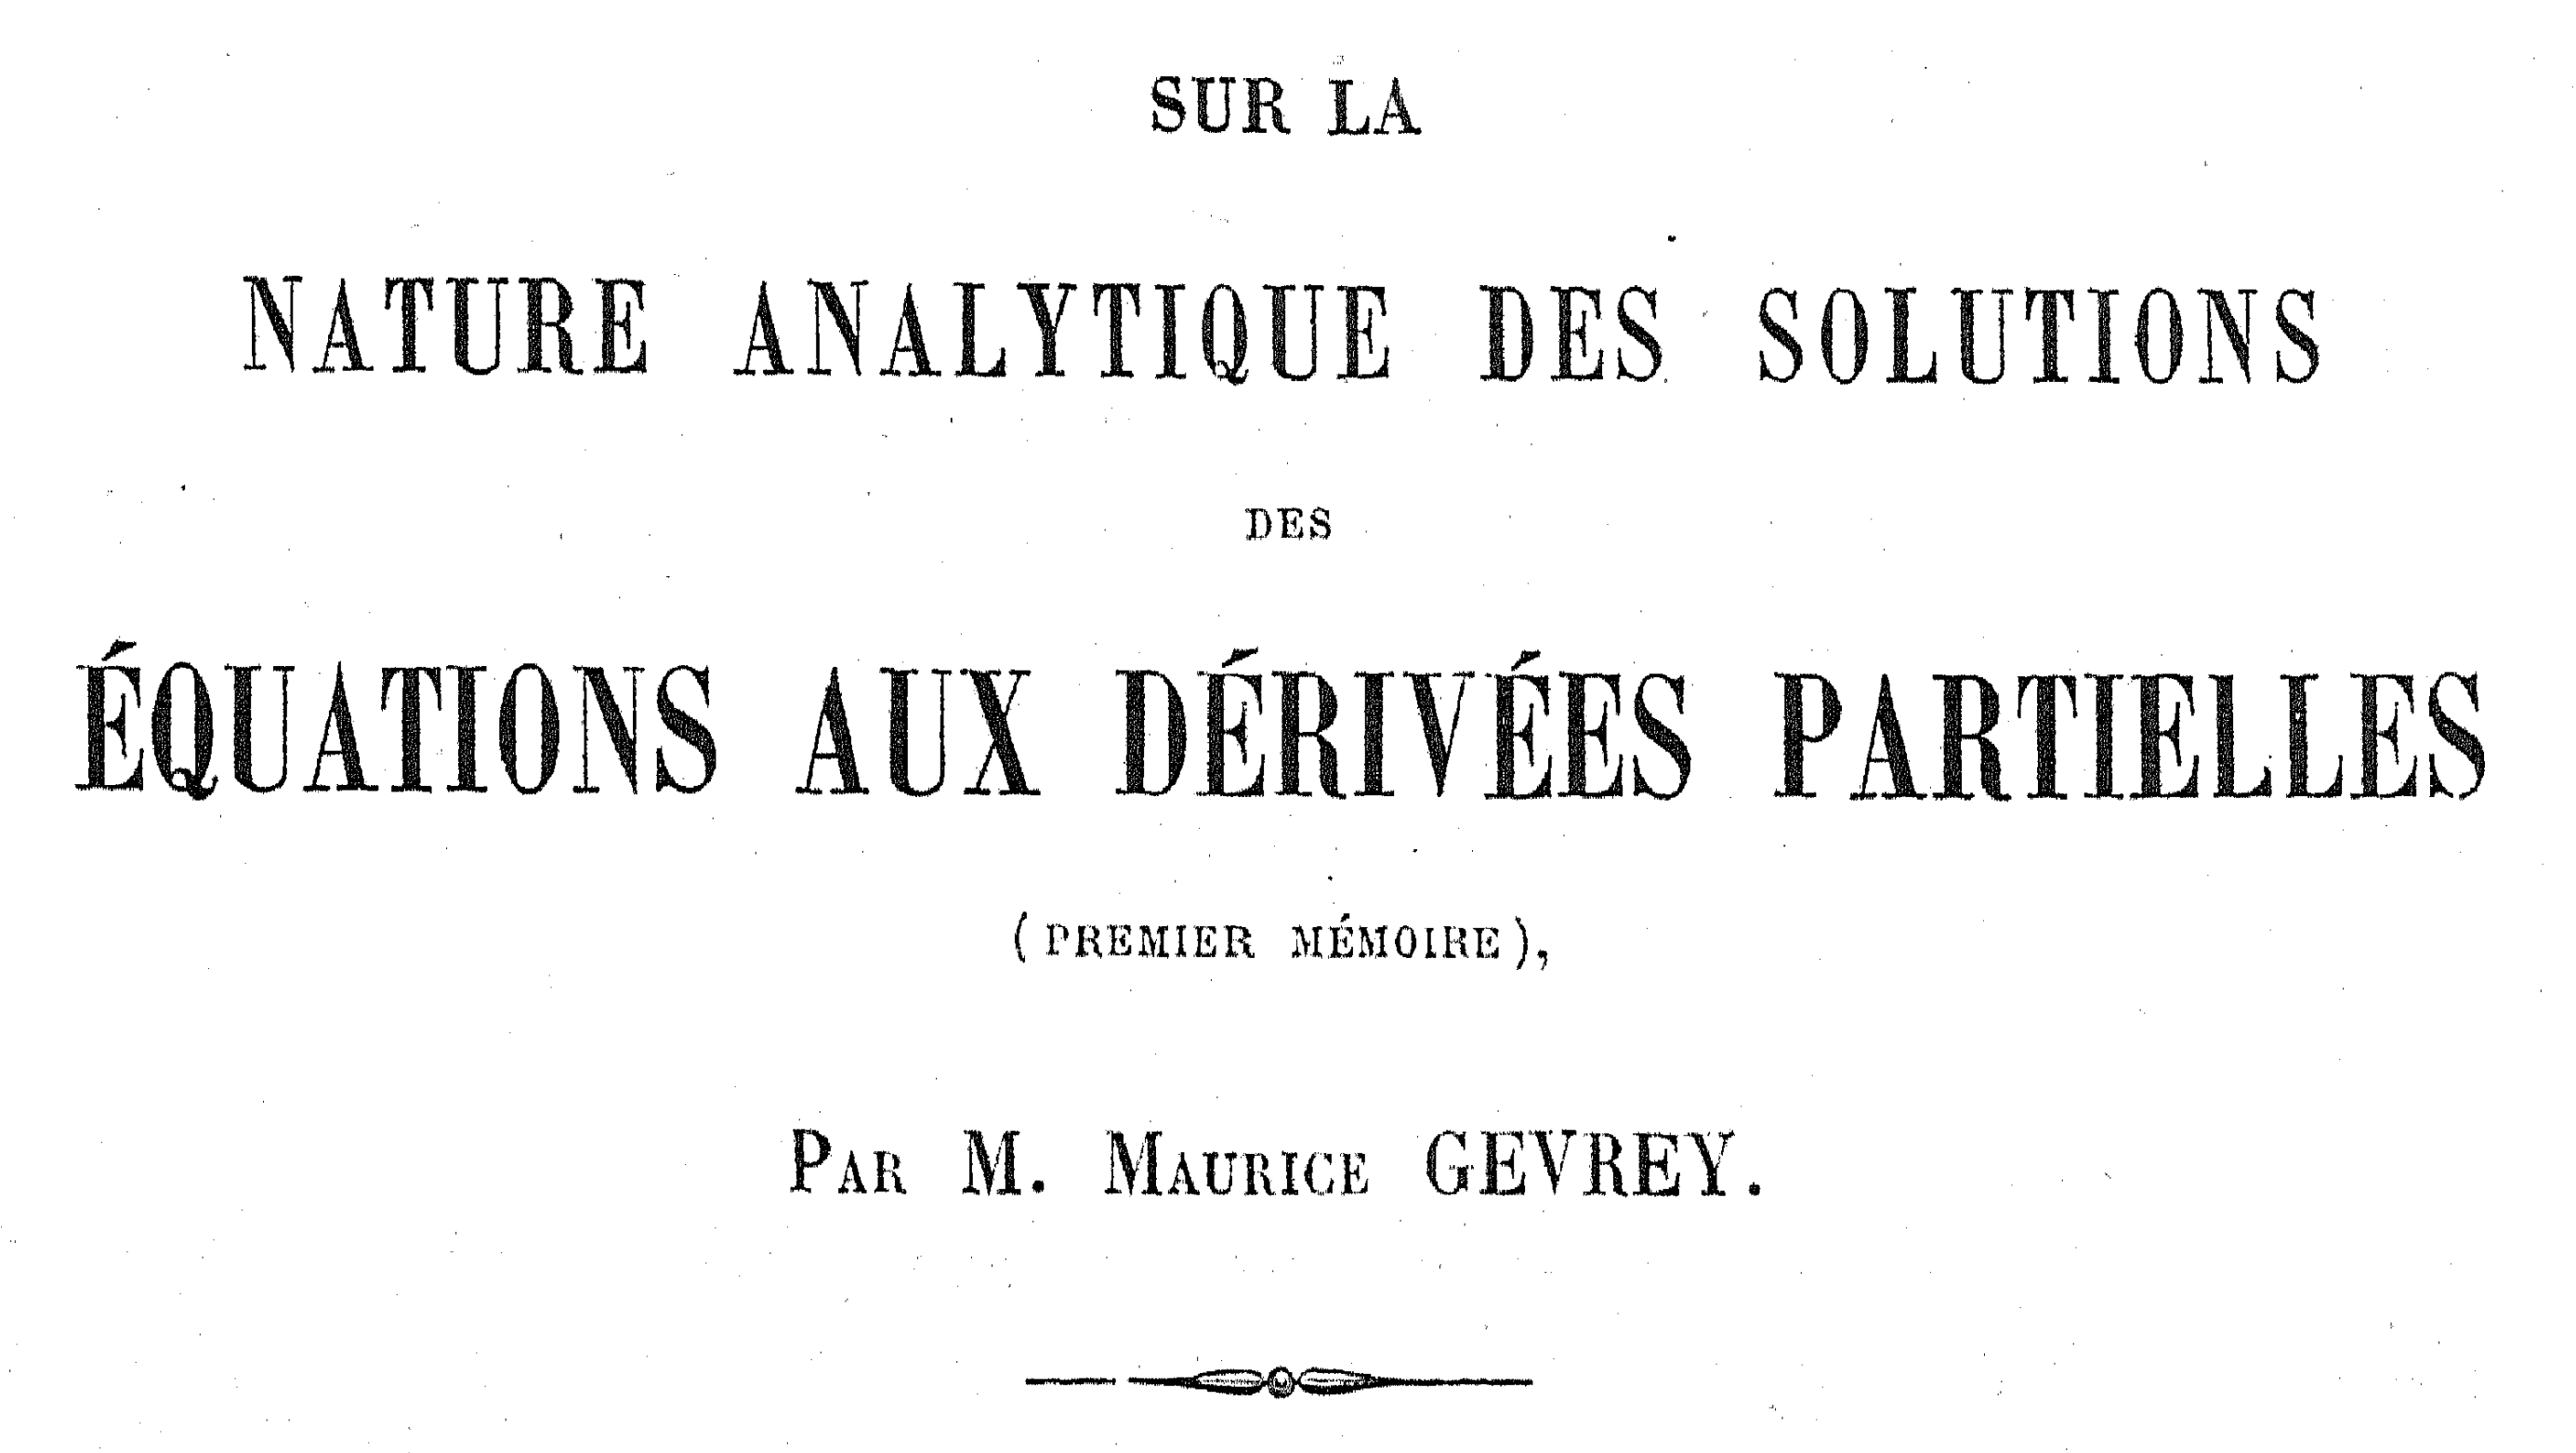 SUR LA
NATURE ANALYTIQUE DES SOLUTIONS
DES
ÉQUATIONS AUX DÉRIVÉES PARTIELLES
(PREMIER MÉMOIRE),
PAR M. MAURICE GEVREY.